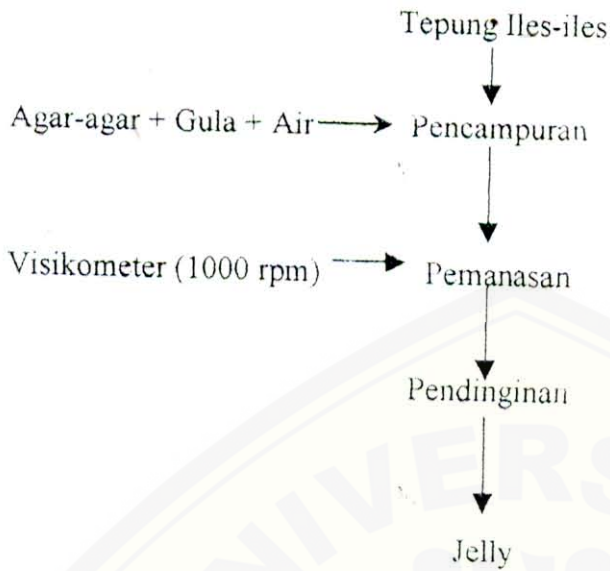 Tepung Iles-iles
Agar-agar + Gula + Air
Pencampuran
Visikometer (1000 rpm)
Pemanasan
Pendinginan
Jelly